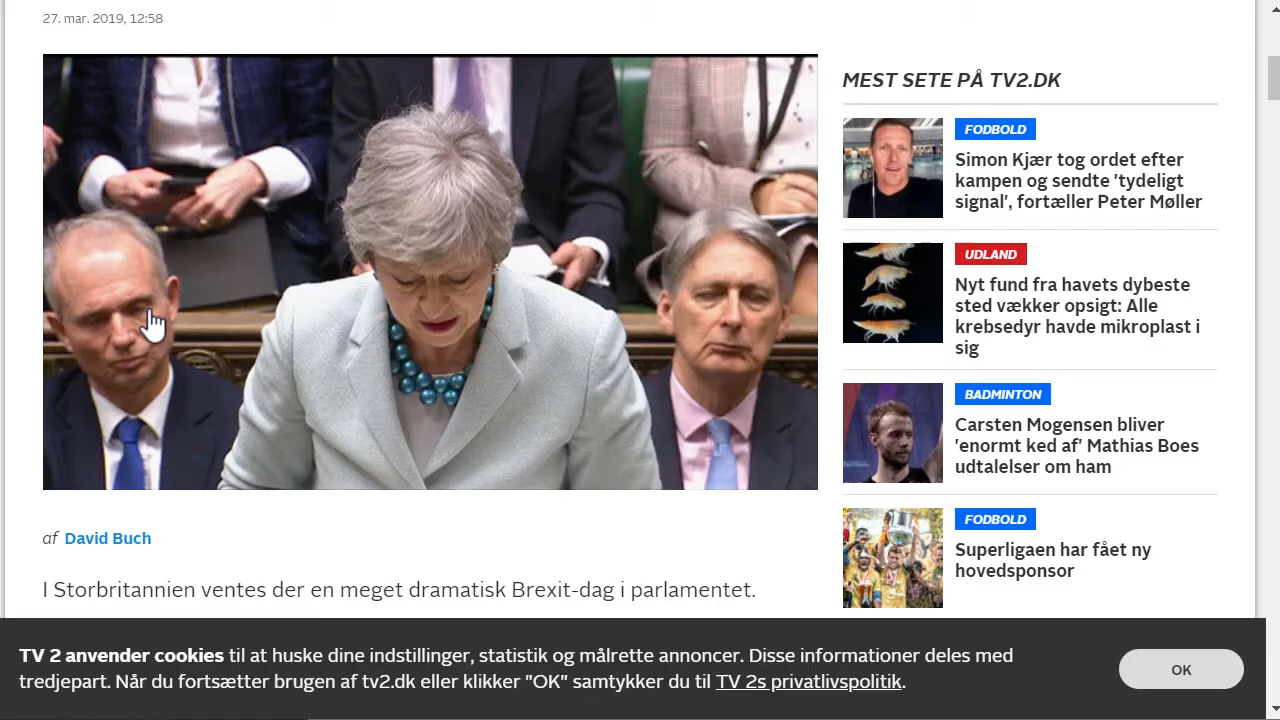 27. mar. 2019, 12:58
MEST SETE PÅ TV2.DK
FODBOLD
Simon Kjær tog ordet efter
kampen og sendte 'tydeligt
signal', fortæller Peter Møller
UDLAND
Nyt fund fra havets dybeste
sted vækker opsigt: Alle
krebsedyr havde mikroplast i
sig
BADMINTON
Carsten Mogensen bliver
'enormt ked af' Mathias Boes
udtalelser om ham
FODBOLD
Superligaen har fået ny
hovedsponsor
af David Buch
I Storbritannien ventes der en meget dramatisk Brexit-dag i parlamentet.
TV 2 anvender cookies til at huske dine indstillinger, statistik og målrette annoncer. Disse informationer deles med
tredjepart. Når du fortsætter brugen af tv2.dk eller klikker "OK" samtykker du til TV 2s privatlivspolitik.
OK